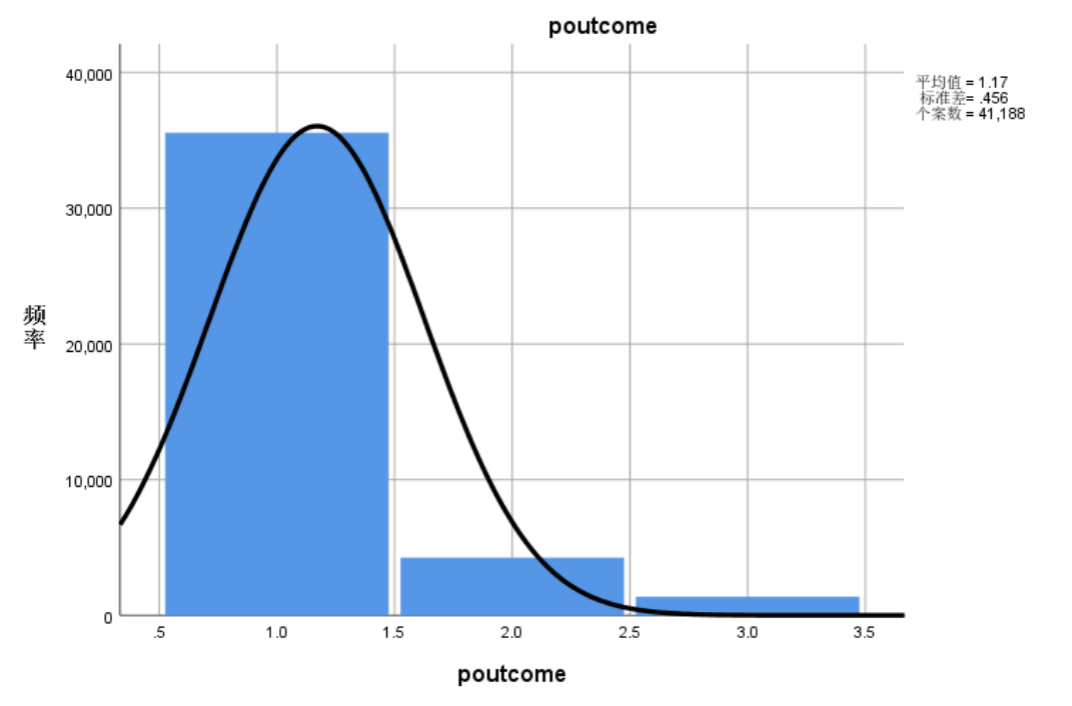 poutcome
平均值 = 1.17
标准差= .456
个案数 = 41,188
40,000
30,000
20,000
10,000
0
频率
.5
1.0
1.5
2.0
2.5
3.0
3.5
poutcome